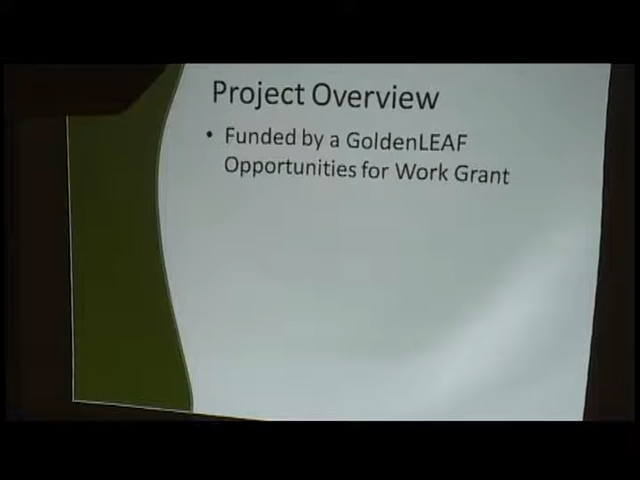 Project Overview
• Funded by a GoldenLEAF
Opportunities for Work Grant